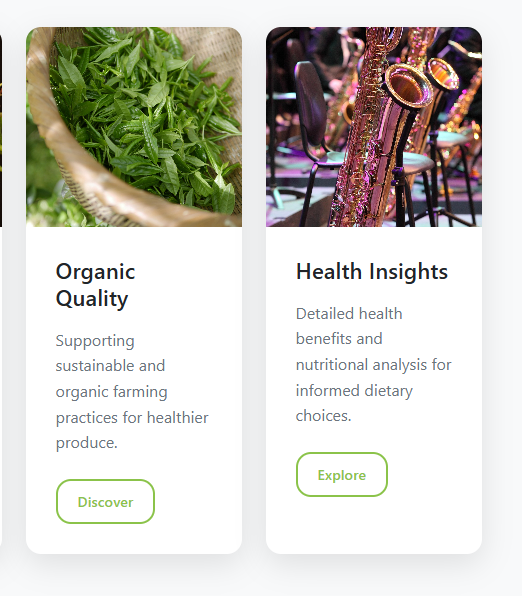 Organic
Quality
Supporting
sustainable and
organic farming
practices for healthier
produce.
Discover
Health Insights
Detailed health
benefits and
nutritional analysis for
informed dietary
choices.
Explore